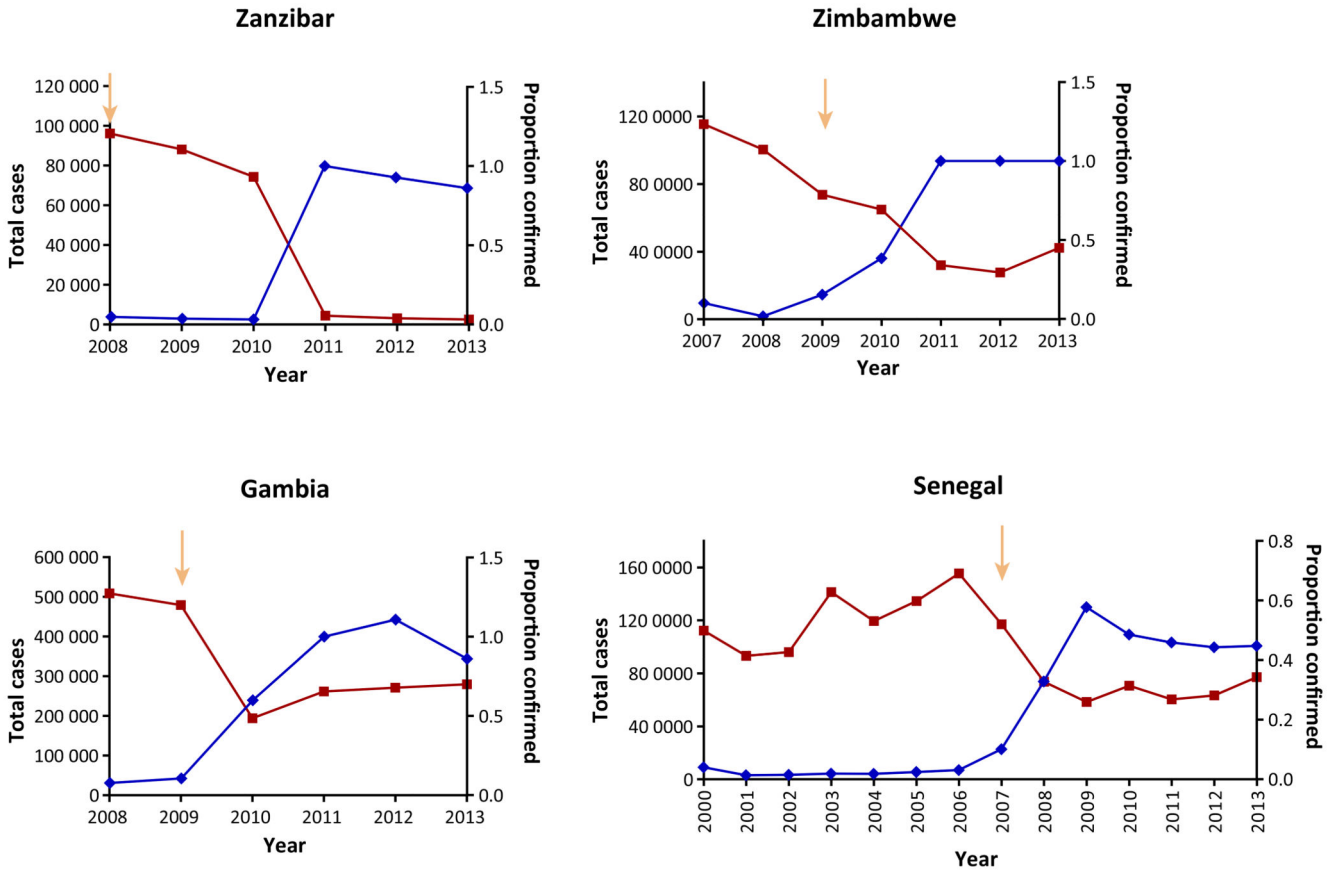 Zanzibar
120 000
100 000
80 000
60 000
40 000
20 000
0
Total cases
1.5
1.0
0.5
0.0
Proportion confirmed
2008 2009 2010 2011 2012 2013
Year
Zimbambwe
120 0000
80 0000
40 0000
0
Total cases
1.5
1.0
0.5
0.0
Proportion confirmed
2007 2008 2009 2010 2011 2012 2013
Year
Gambia
600 000
500 000
400 000
300 000
200 000
100 000
0
Total cases
1.5
1.0
0.5
0.0
Proportion confirmed
2008 2009 2010 2011 2012 2013
Year
Senegal
160 0000
120 0000
80 0000
40 0000
0
Total cases
0.8
0.6
0.4
0.2
0.0
Proportion confirmed
2000 2001 2002 2003 2004 2005 2006 2007 2008 2009 2010 2011 2012 2013
Year